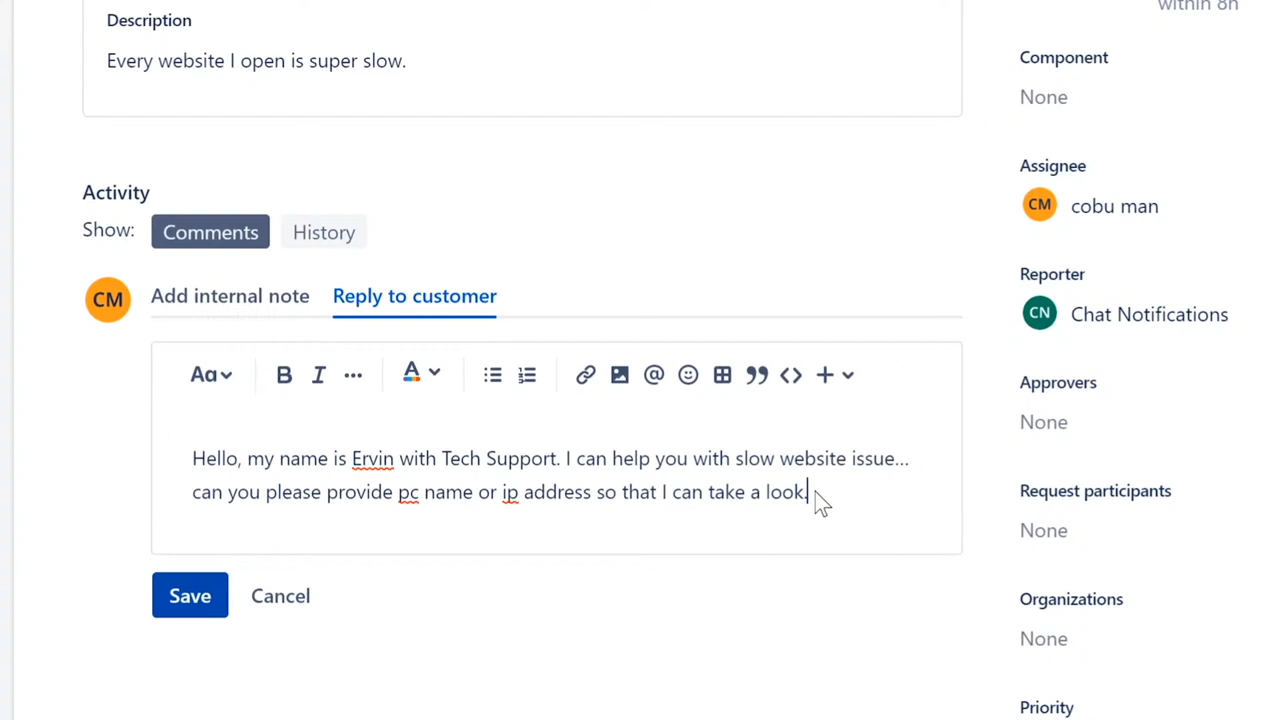 within 8h
Description
Every website I open is super slow.
Component
None
Activity
Assignee
CM cobu man
Show: Comments History
Reporter
CM Add internal note Reply to customer
CN Chat Notifications
Aa B I ... A @ + 
Approvers
None
Hello, my name is Ervin with Tech Support. I can help you with slow website issue...
can you please provide pc name or ip address so that I can take a look.
Request participants
None
Save Cancel
Organizations
None
Priority